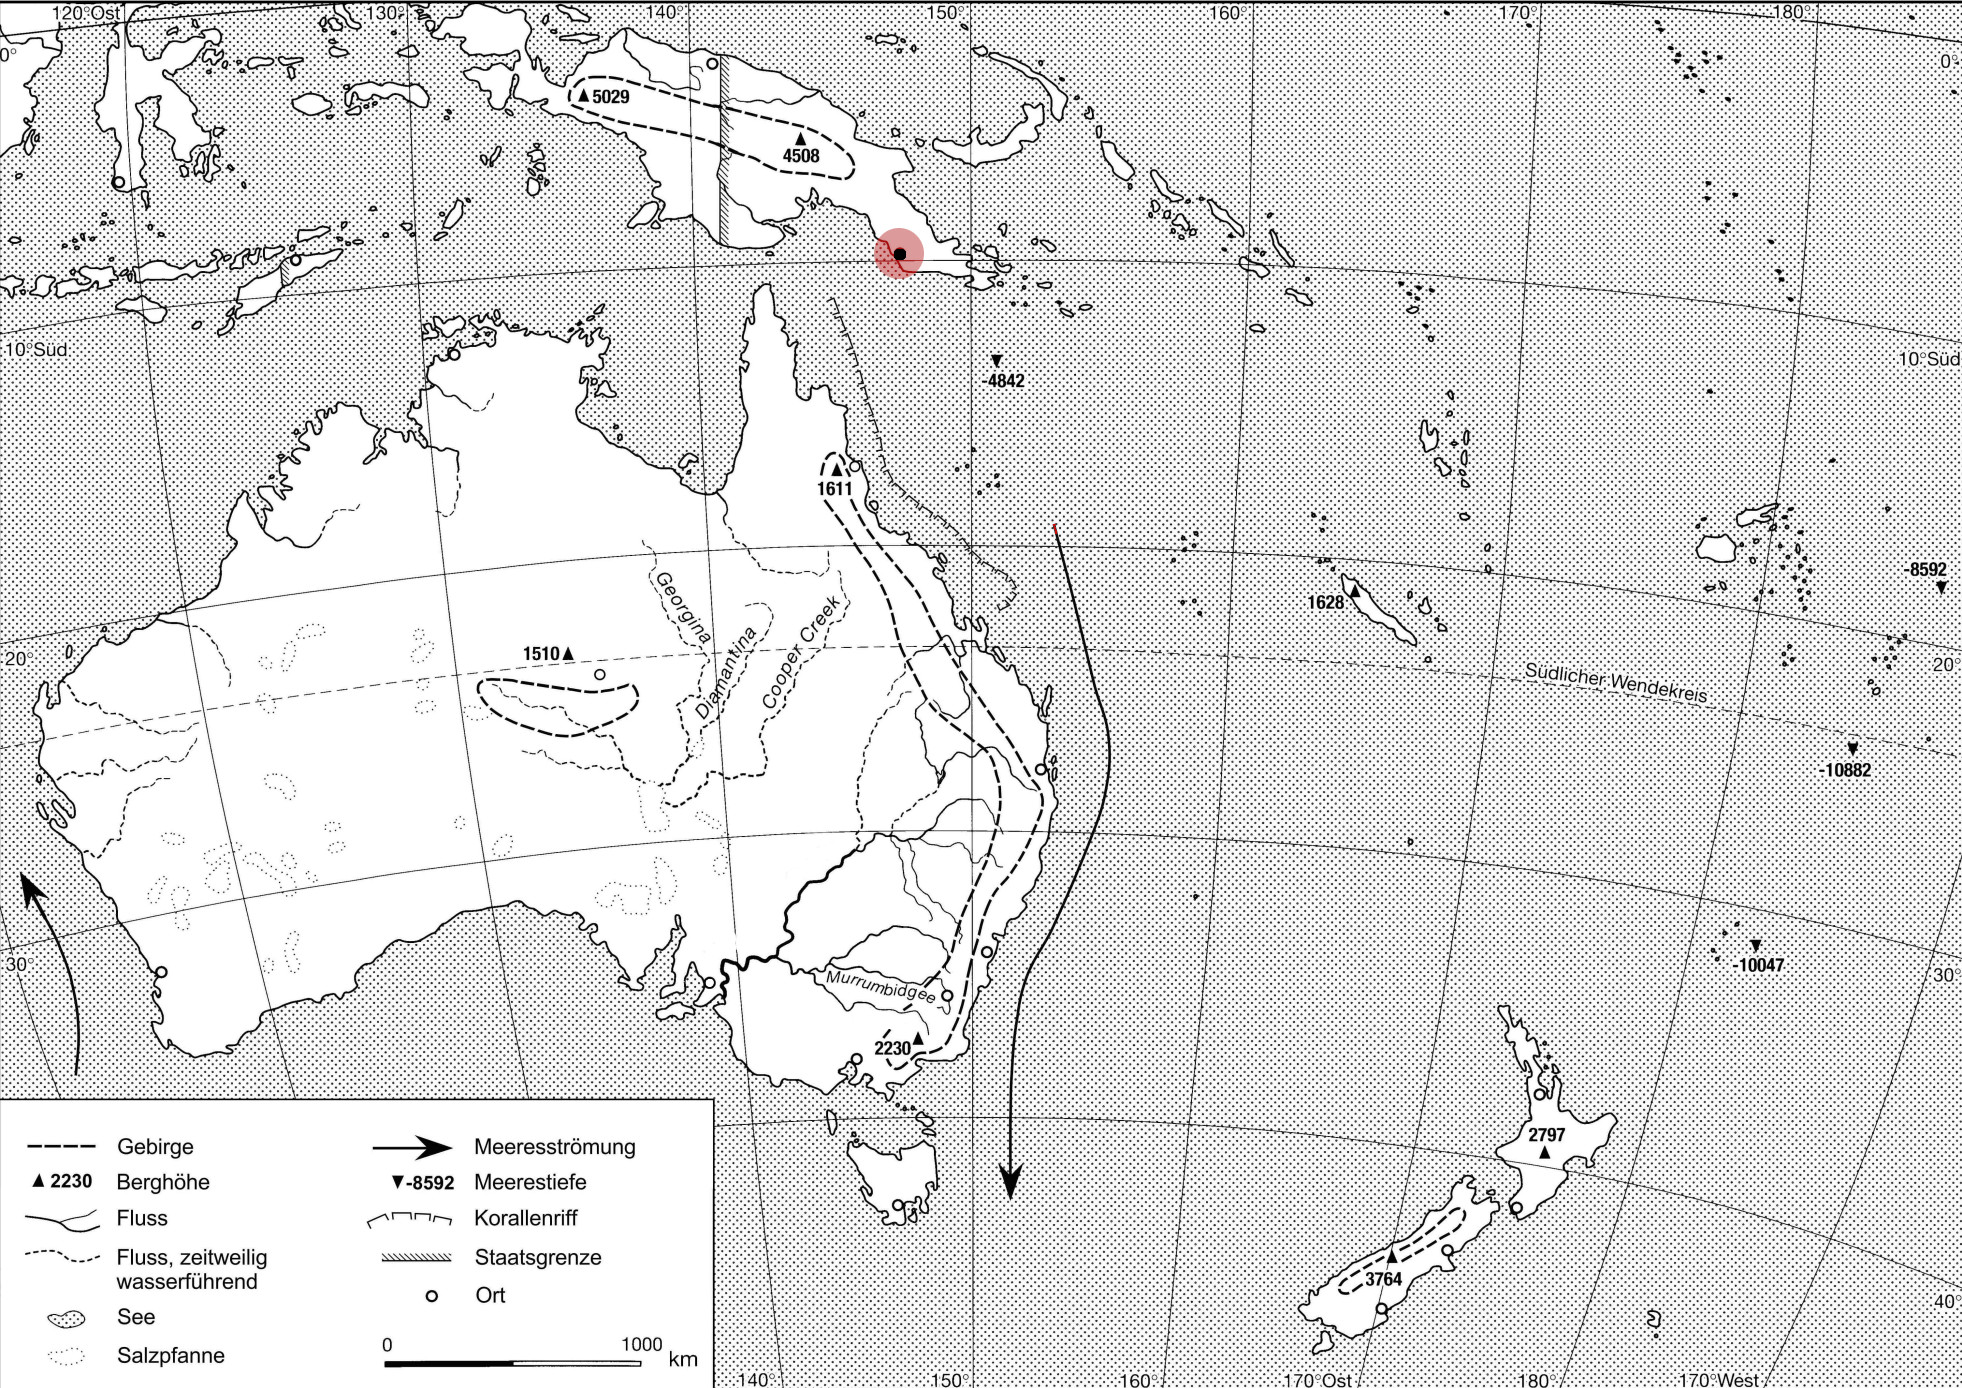 120°Ost
130°
140°
150°
160°
170°
180°
0°
0°
5029
4508
10°Süd
-4842
10°Süd
1611
Georgina
Diamantina
Cooper Creek
1510
1628
-8592
20°
Südlicher Wendekreis
20°
-10882
-10047
30°
30°
Murrumbidgee
2230
2797
3764
40°
Gebirge
2230 Berghöhe
Fluss
Fluss, zeitweilig
wasserführend
See
Salzpfanne
Meeresströmung
-8592 Meerestiefe
Korallenriff
Staatsgrenze
Ort
0 1000 km
140°
150°
160°
170°Ost
180°
170°West